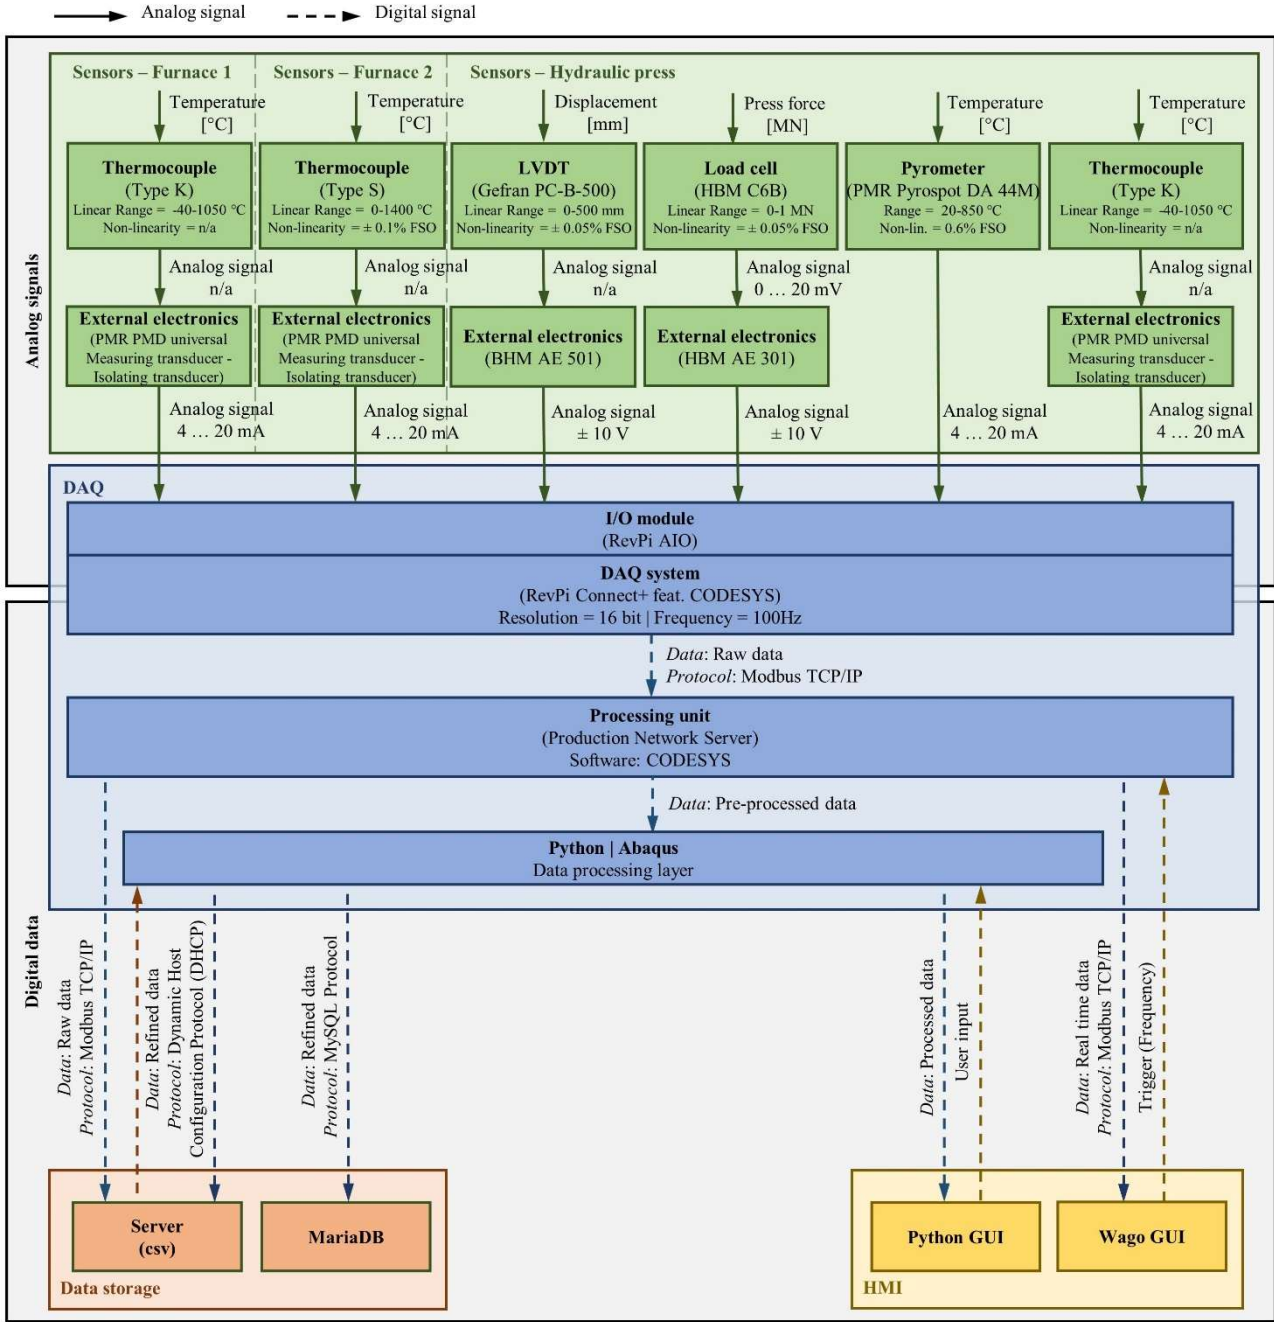 Analog signal
Digital signal
Analog signals
Sensors – Furnace 1
Sensors – Furnace 2
Sensors – Hydraulic press
Temperature
[°C]
Temperature
[°C]
Displacement
[mm]
Press force
[MN]
Temperature
[°C]
Temperature
[°C]
Thermocouple
(Type K)
Linear Range = -40-1050 °C
Non-linearity = n/a
Thermocouple
(Type S)
Linear Range = 0-1400 °C
Non-linearity = ± 0.1% FSO
LVDT
(Gefran PC-B-500)
Linear Range = 0-500 mm
Non-linearity = ± 0.05% FSO
Load cell
(HBM C6B)
Linear Range = 0-1 MN
Non-linearity = ± 0.05% FSO
Pyrometer
(PMR Pyrospot DA 44M)
Range = 20-850 °C
Non-lin. = 0.6% FSO
Thermocouple
(Type K)
Linear Range = -40-1050 °C
Non-linearity = n/a
Analog signal
n/a
Analog signal
n/a
Analog signal
n/a
Analog signal
0 … 20 mV
Analog signal
n/a
External electronics
(PMR PMD universal
Measuring transducer -
Isolating transducer)
External electronics
(PMR PMD universal
Measuring transducer -
Isolating transducer)
External electronics
(BHM AE 501)
External electronics
(HBM AE 301)
External electronics
(PMR PMD universal
Measuring transducer -
Isolating transducer)
Analog signal
4 … 20 mA
Analog signal
4 … 20 mA
Analog signal
± 10 V
Analog signal
± 10 V
Analog signal
4 … 20 mA
Analog signal
4 … 20 mA
DAQ
I/O module
(RevPi AIO)
DAQ system
(RevPi Connect+ feat. CODESYS)
Resolution = 16 bit | Frequency = 100Hz
Data: Raw data
Protocol: Modbus TCP/IP
Processing unit
(Production Network Server)
Software: CODESYS
Data: Pre-processed data
Python | Abaqus
Data processing layer
Digital data
Data: Raw data
Protocol: Modbus TCP/IP
Data: Refined data
Protocol: Dynamic Host
Configuration Protocol (DHCP)
Data: Refined data
Protocol: MySQL Protocol
Data: Processed data
User input
Data: Real time data
Protocol: Modbus TCP/IP
Trigger (Frequency)
Server
(csv)
MariaDB
Data storage
Python GUI
Wago GUI
HMI